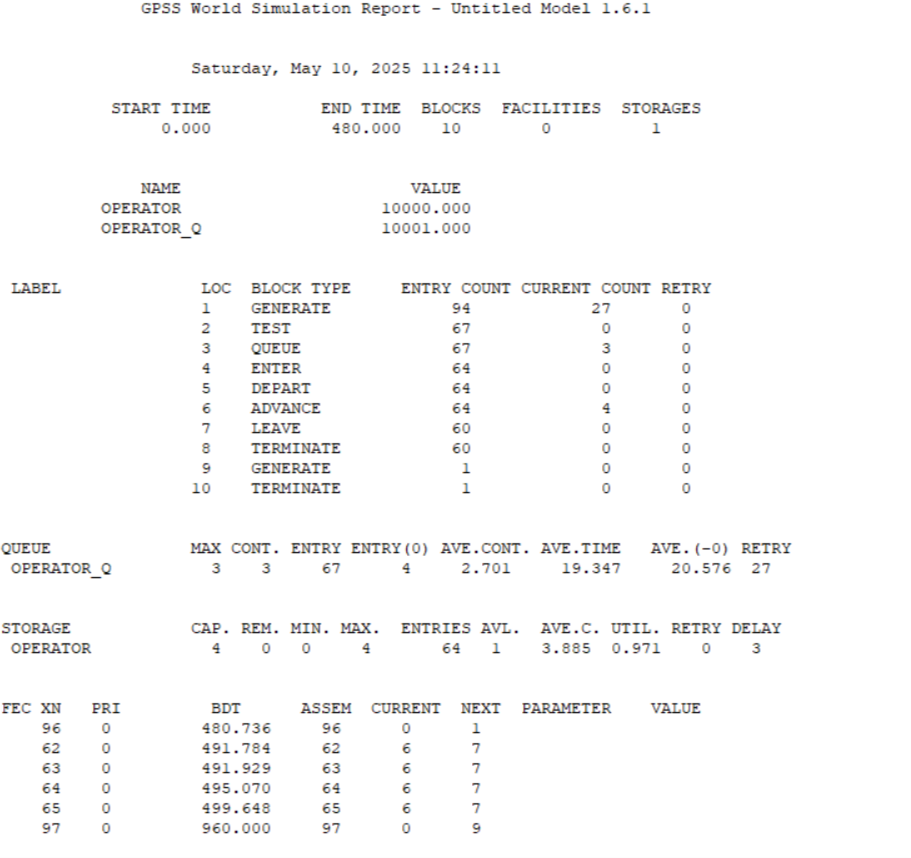 GPSS World Simulation Report - Untitled Model 1.6.1
Saturday, May 10, 2025 11:24:11
START TIME END TIME BLOCKS FACILITIES STORAGES
0.000 480.000 10 0 1
NAME VALUE
OPERATOR 10000.000
OPERATOR_Q 10001.000
LABEL LOC BLOCK TYPE ENTRY COUNT CURRENT COUNT RETRY
1 GENERATE 94 27 0
2 TEST 67 0 0
3 QUEUE 67 3 0
4 ENTER 64 0 0
5 DEPART 64 0 0
6 ADVANCE 64 4 0
7 LEAVE 60 0 0
8 TERMINATE 60 0 0
9 GENERATE 1 0 0
10 TERMINATE 1 0 0
QUEUE MAX CONT. ENTRY ENTRY(0) AVE.CONT. AVE.TIME AVE.(-0) RETRY
OPERATOR_Q 3 3 67 4 2.701 19.347 20.576 27
STORAGE CAP. REM. MIN. MAX. ENTRIES AVL. AVE.C. UTIL. RETRY DELAY
OPERATOR 4 0 0 4 64 1 3.885 0.971 0 3
FEC XN PRI BDT ASSEM CURRENT NEXT PARAMETER VALUE
96 0 480.736 96 0 1
62 0 491.784 62 6 7
63 0 491.929 63 6 7
64 0 495.070 64 6 7
65 0 499.648 65 6 7
97 0 960.000 97 0 9